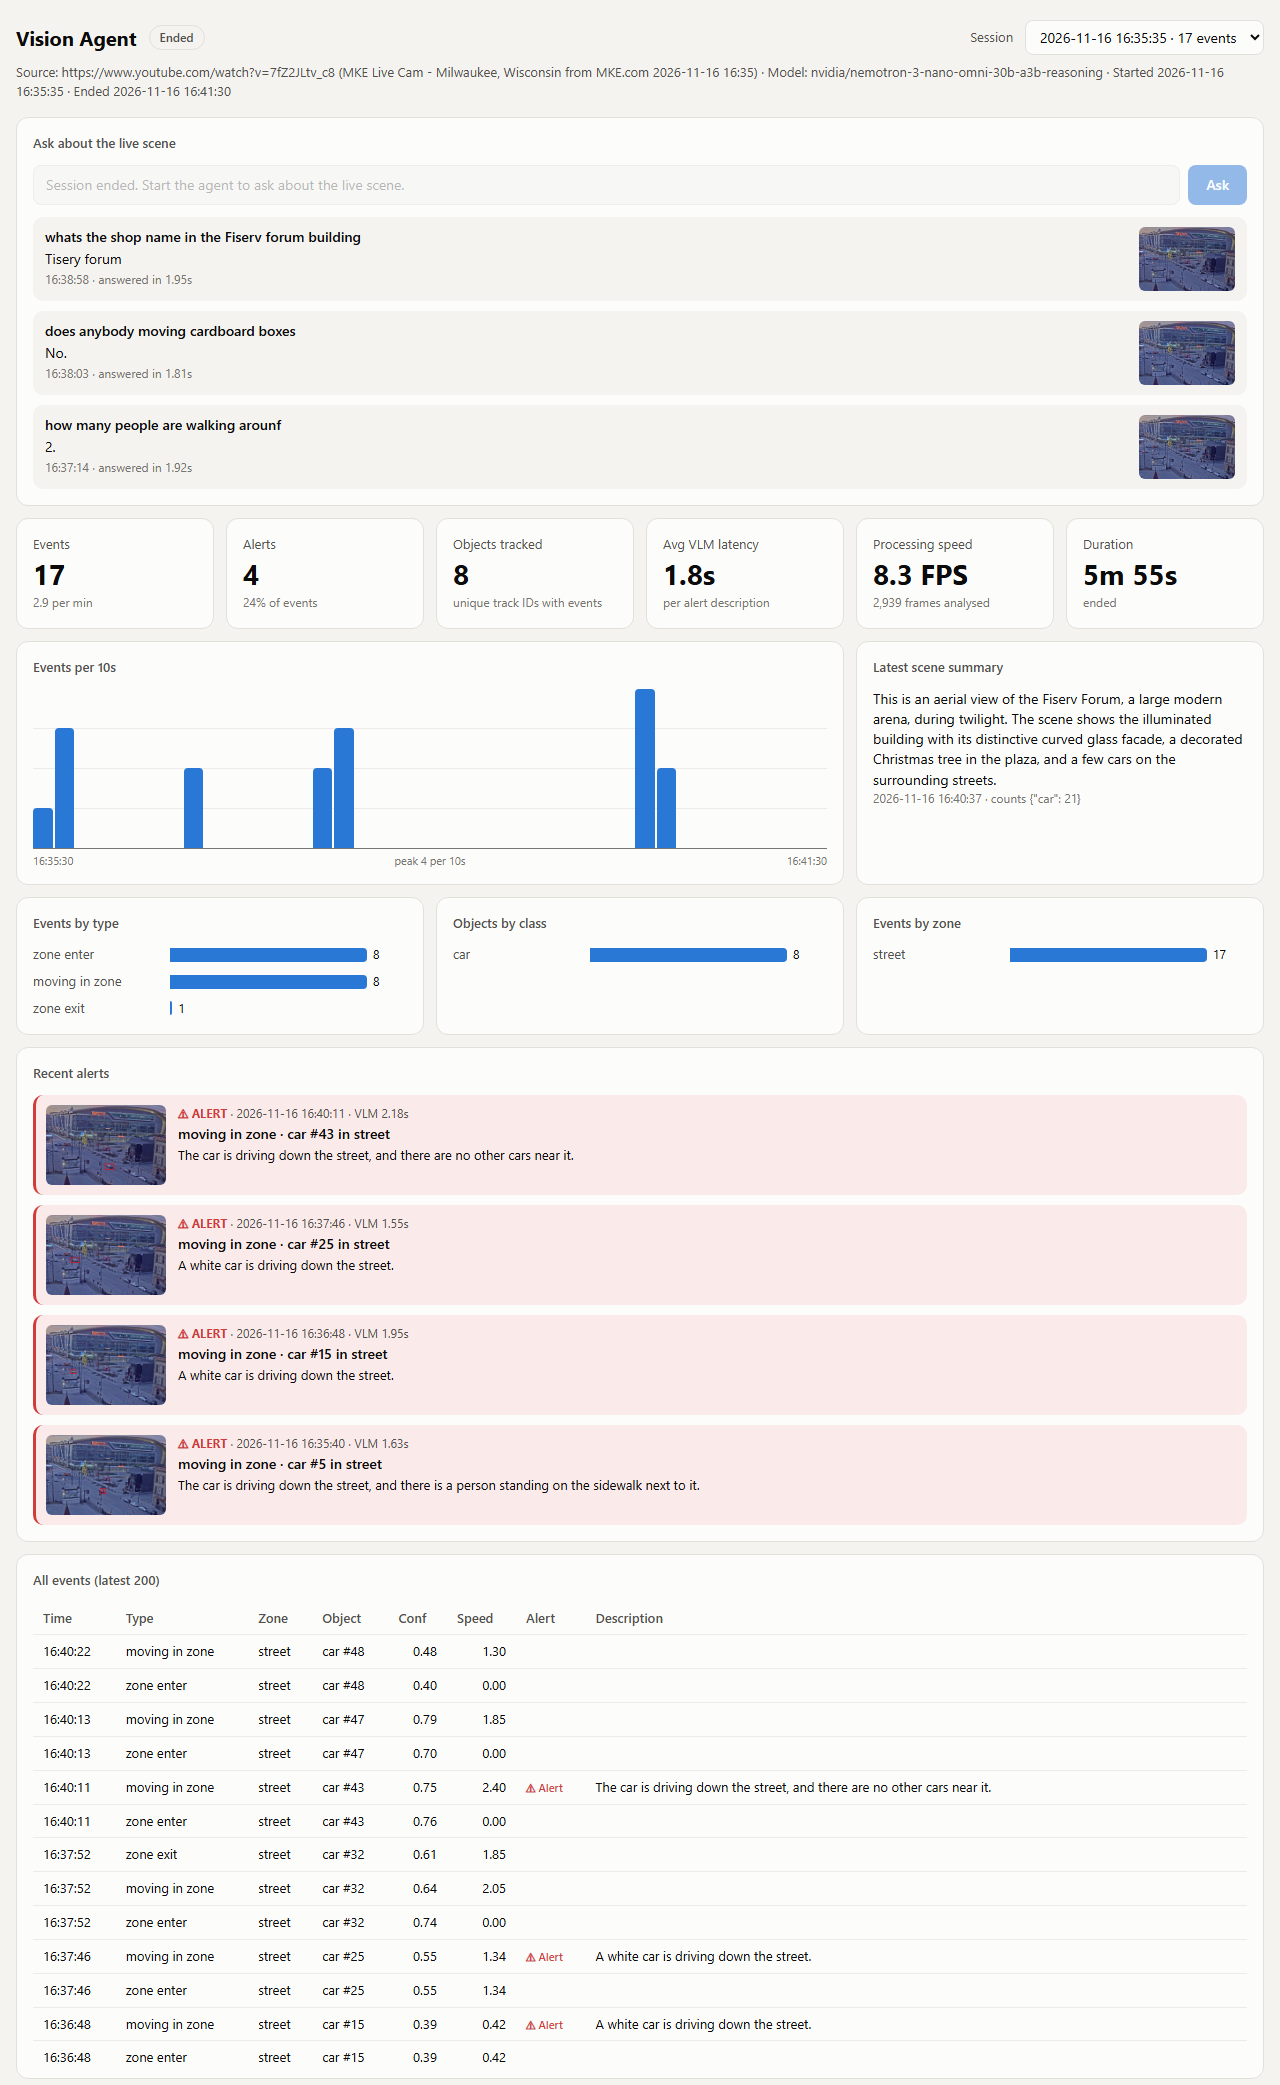 Vision Agent Ended Session 2026-11-16 16:35:35 · 17 events
Source: https://www.youtube.com/watch?v=7fZ2JLtv_c8 (MKE Live Cam - Milwaukee, Wisconsin from MKE.com 2026-11-16 16:35) · Model: nvidia/nemotron-3-nano-omni-30b-a3b-reasoning · Started 2026-11-16
16:35:35 · Ended 2026-11-16 16:41:30
Ask about the live scene
Session ended. Start the agent to ask about the live scene. Ask
whats the shop name in the Fiserv forum building
Tisery forum
16:38:58 · answered in 1.95s
does anybody moving cardboard boxes
No.
16:38:03 · answered in 1.81s
how many people are walking arounf
2.
16:37:14 · answered in 1.92s
Events
17
2.9 per min
Alerts
4
24% of events
Objects tracked
8
unique track IDs with events
Avg VLM latency
1.8s
per alert description
Processing speed
8.3 FPS
2,939 frames analysed
Duration
5m 55s
ended
Events per 10s
16:35:30 peak 4 per 10s 16:41:30
Latest scene summary
This is an aerial view of the Fiserv Forum, a large modern
arena, during twilight. The scene shows the illuminated
building with its distinctive curved glass facade, a decorated
Christmas tree in the plaza, and a few cars on the
surrounding streets.
2026-11-16 16:40:37 · counts {"car": 21}
Events by type
zone enter 8
moving in zone 8
zone exit 1
Objects by class
car 8
Events by zone
street 17
Recent alerts
⚠ ALERT · 2026-11-16 16:40:11 · VLM 2.18s
moving in zone · car #43 in street
The car is driving down the street, and there are no other cars near it.
⚠ ALERT · 2026-11-16 16:37:46 · VLM 1.55s
moving in zone · car #25 in street
A white car is driving down the street.
⚠ ALERT · 2026-11-16 16:36:48 · VLM 1.95s
moving in zone · car #15 in street
A white car is driving down the street.
⚠ ALERT · 2026-11-16 16:35:40 · VLM 1.63s
moving in zone · car #5 in street
The car is driving down the street, and there is a person standing on the sidewalk next to it.
All events (latest 200)
Time Type Zone Object Conf Speed Alert Description
16:40:22 moving in zone street car #48 0.48 1.30
16:40:22 zone enter street car #48 0.40 0.00
16:40:13 moving in zone street car #47 0.79 1.85
16:40:13 zone enter street car #47 0.70 0.00
16:40:11 moving in zone street car #43 0.75 2.40 ⚠ Alert The car is driving down the street, and there are no other cars near it.
16:40:11 zone enter street car #43 0.76 0.00
16:37:52 zone exit street car #32 0.61 1.85
16:37:52 moving in zone street car #32 0.64 2.05
16:37:52 zone enter street car #32 0.74 0.00
16:37:46 moving in zone street car #25 0.55 1.34 ⚠ Alert A white car is driving down the street.
16:37:46 zone enter street car #25 0.55 1.34
16:36:48 moving in zone street car #15 0.39 0.42 ⚠ Alert A white car is driving down the street.
16:36:48 zone enter street car #15 0.39 0.42